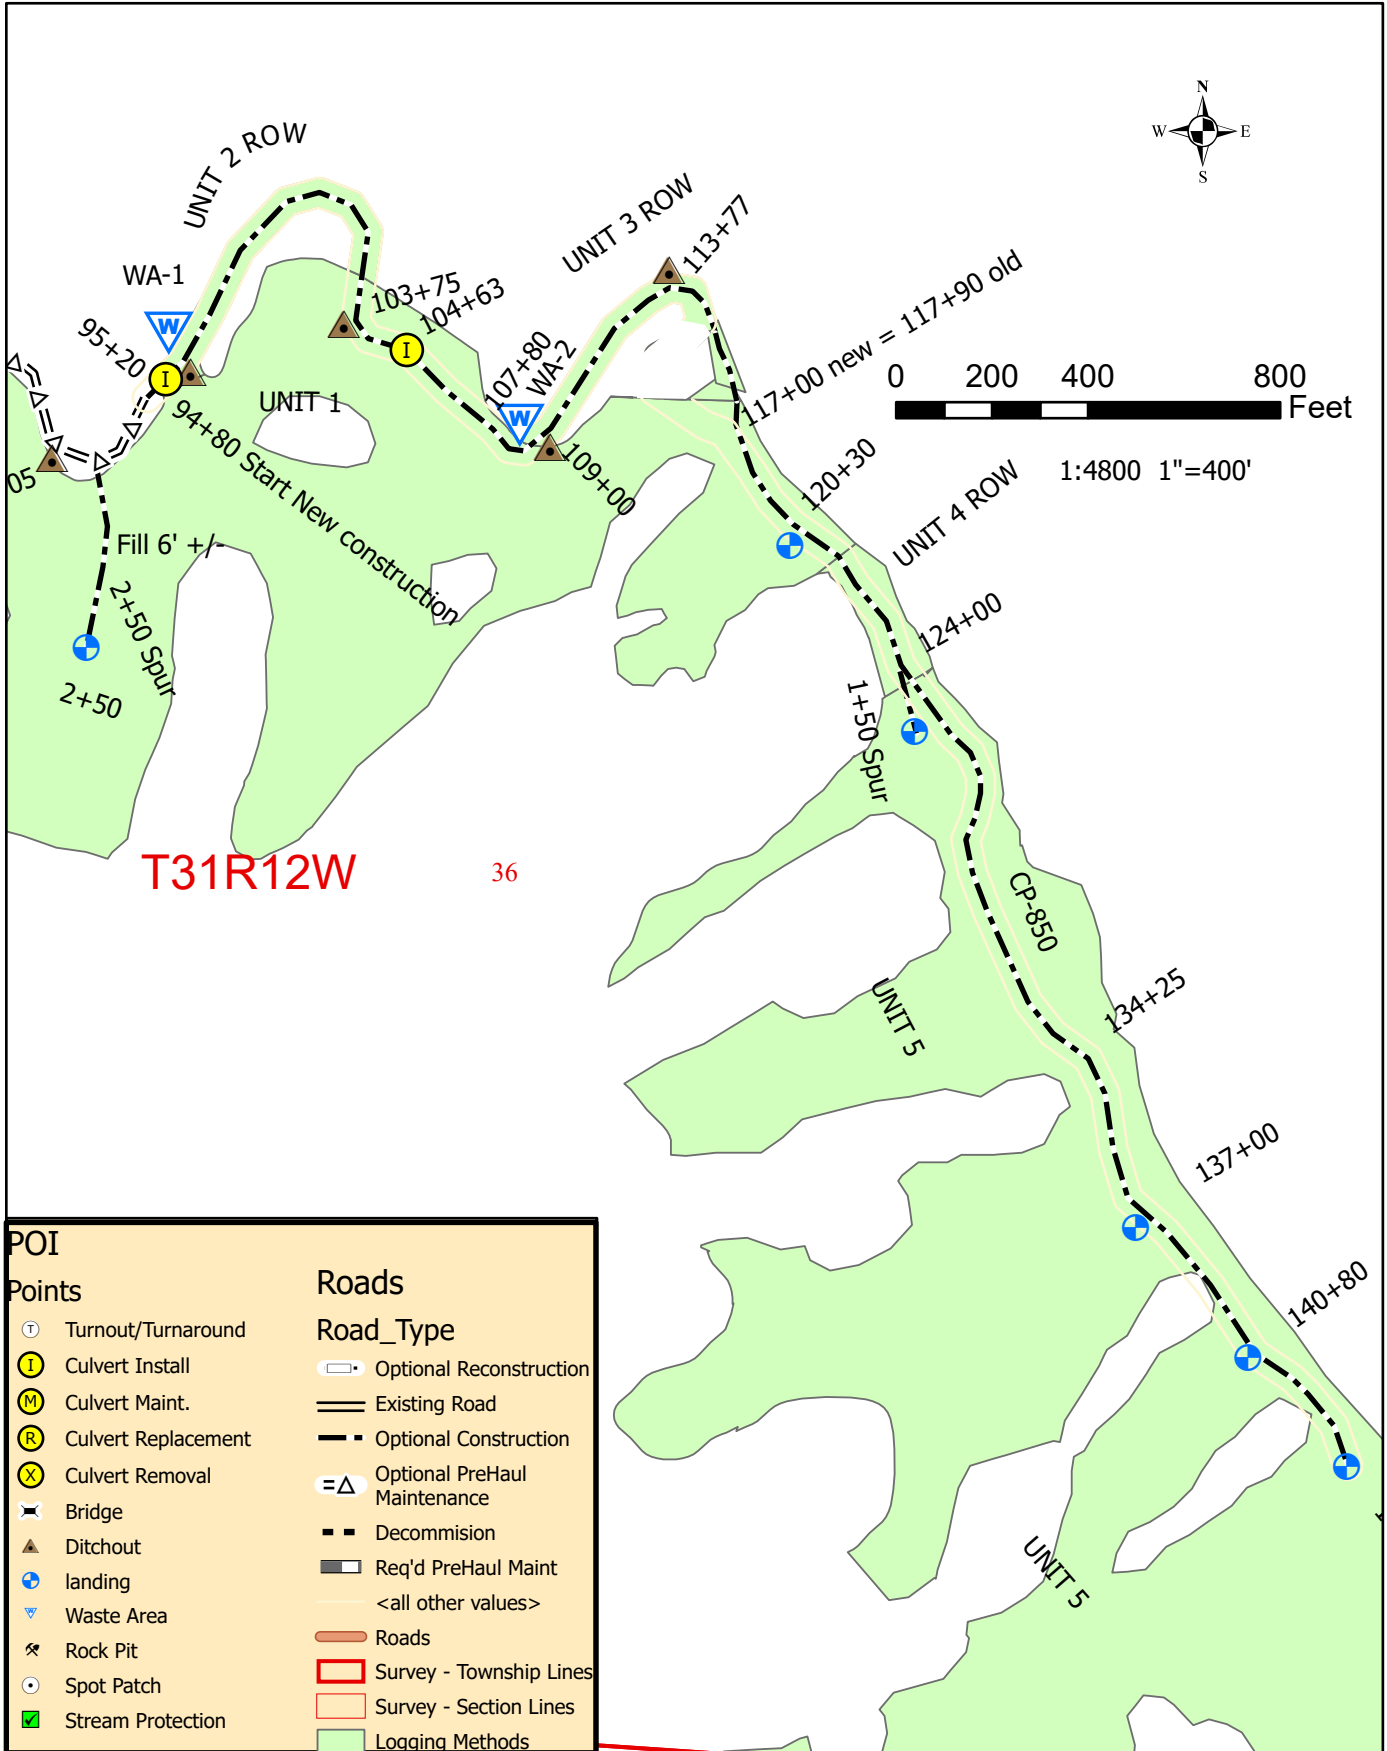 N
W E
S
UNIT 2 ROW
UNIT 3 ROW
113+77
WA-1
W
103+75
104+63
117+00 new = 117+90 old
95+20
I
I
107+80
WA-2
W
0 200 400 800
Feet
UNIT 1
94+80 Start New construction
109+00
120+30
UNIT 4 ROW
1:4800 1"=400'
05
Fill 6' +/-
2+50 Spur
2+50
124+00
1+50 Spur
T31R12W
36
CP-850
UNIT 5
134+25
137+00
140+80
UNIT 5
POI
Points
T Turnout/Turnaround
I Culvert Install
M Culvert Maint.
R Culvert Replacement
X Culvert Removal
Bridge
Ditchout
landing
Waste Area
Rock Pit
Spot Patch
Stream Protection
Roads
Road_Type
Optional Reconstruction
Existing Road
Optional Construction
Optional PreHaul
Maintenance
Decommision
Req'd PreHaul Maint
<all other values>
Roads
Survey - Township Lines
Survey - Section Lines
Logging Methods